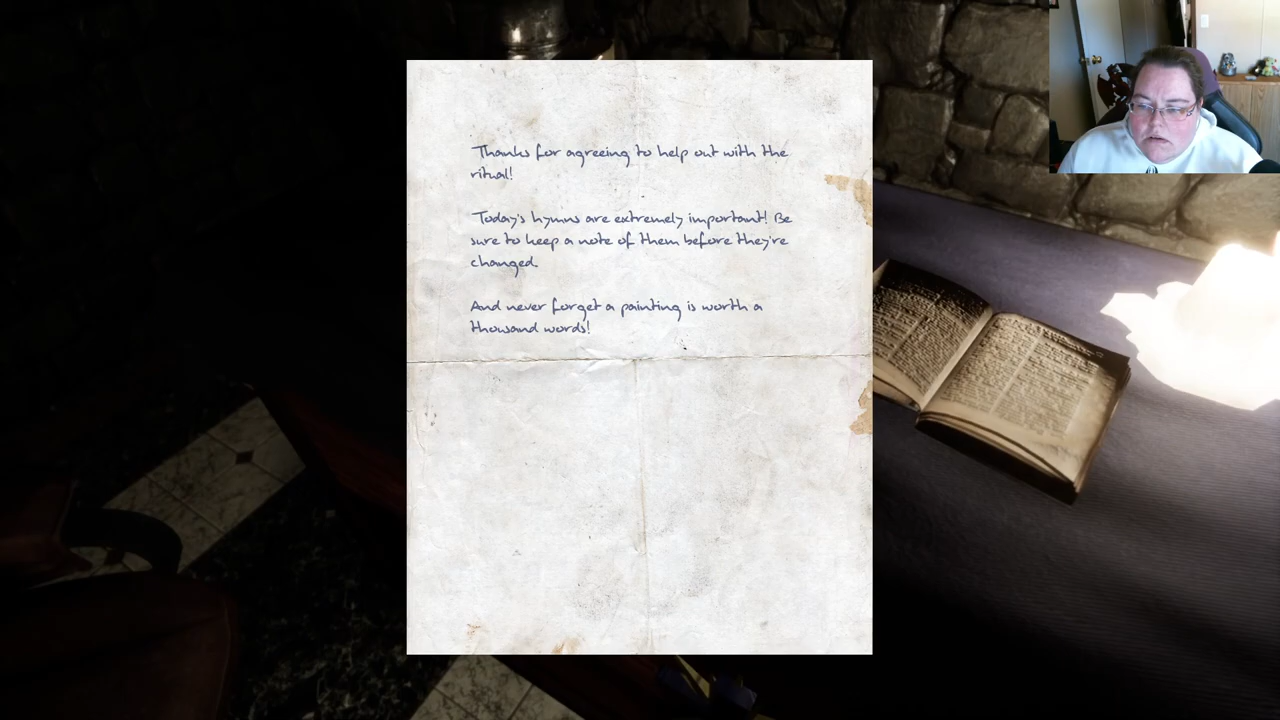 Thanks for agreeing to help out with the
ritual!
Today's hymns are extremely important! Be
sure to keep a note of them before they're
changed.
And never forget a painting is worth a
thousand words!